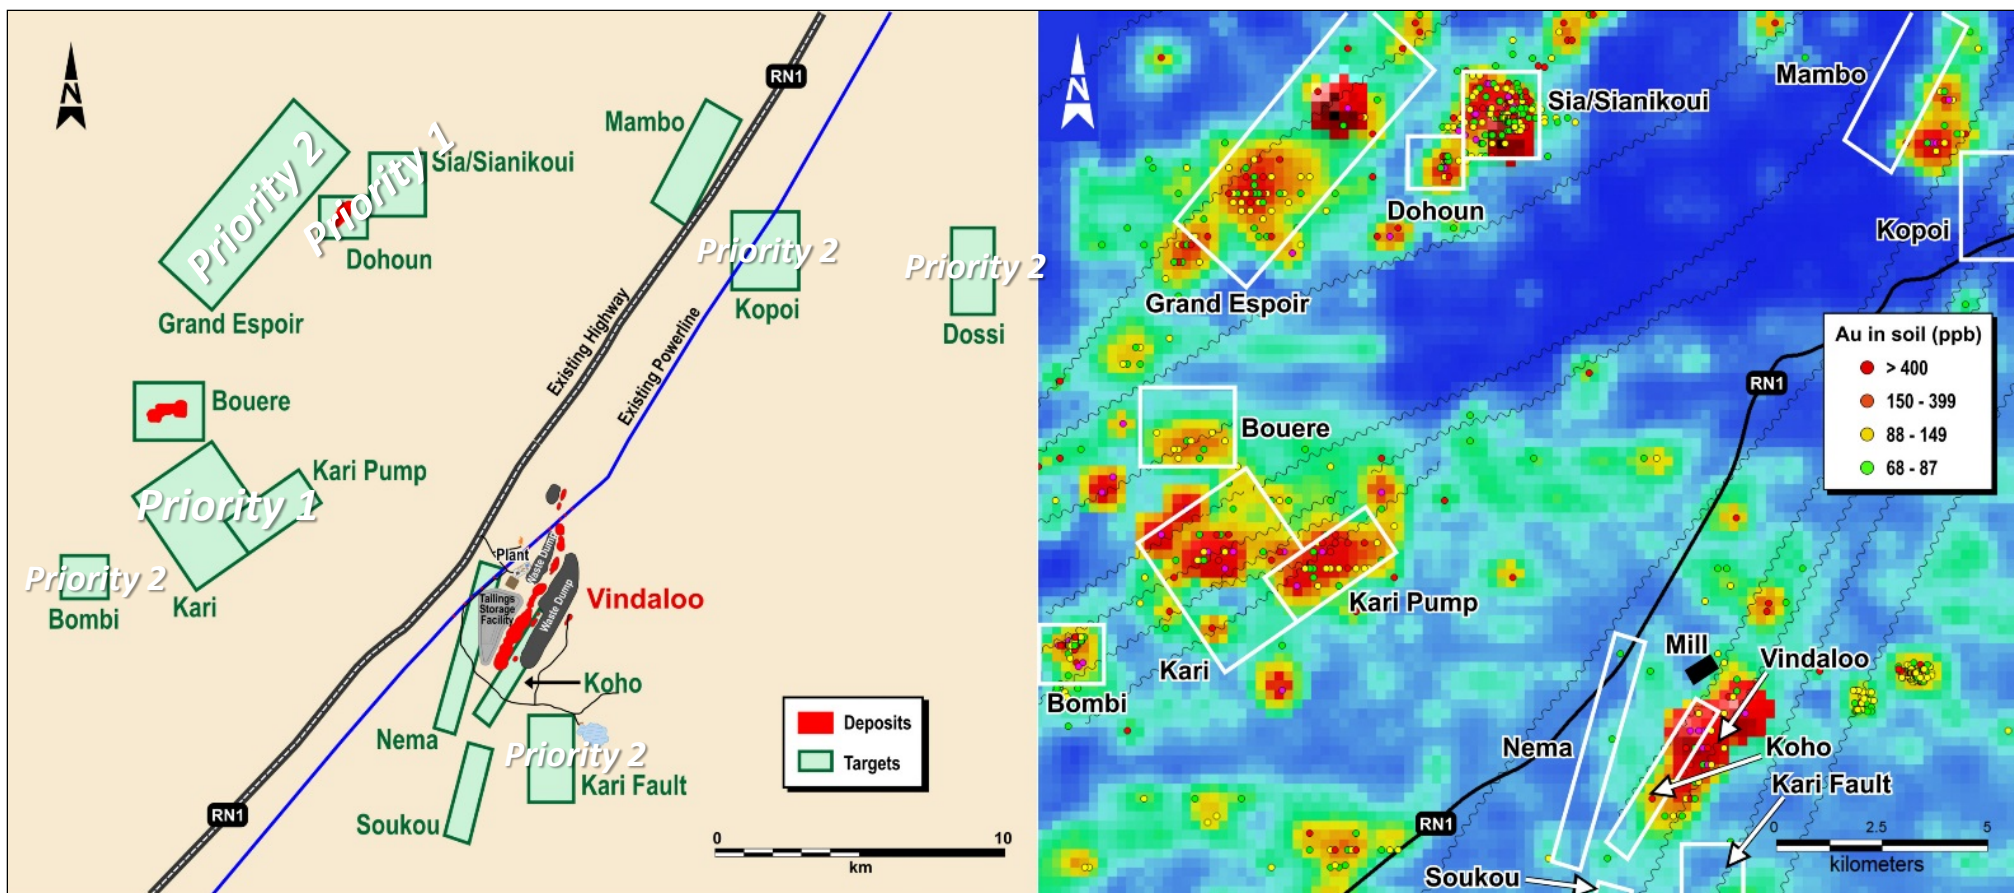 N
RN1
Mambo
Priority 2
Priority 1
Sia/Sianikoui
Dohoun
Grand Espoir
Priority 2
Kopoi
Priority 2
Dossi
Existing Highway
Existing Powerline
Bouere
Kari Pump
Priority 1
Kari
Priority 2
Bombi
Plant
Waste Dump
Tailings
Storage
Facility
Waste Dump
Vindaloo
Koho
Nema
Priority 2
Kari Fault
Soukou
RN1
Deposits
Targets
0 10
km
N
Mambo
Sia/Sianikoui
Dohoun
Kopoi
Grand Espoir
Au in soil (ppb)
> 400
150 - 399
88 - 149
68 - 87
RN1
Bouere
Kari Pump
Kari
Bombi
Mill
Vindaloo
Nema
Koho
Kari Fault
RN1
0 2.5 5
kilometers
Soukou